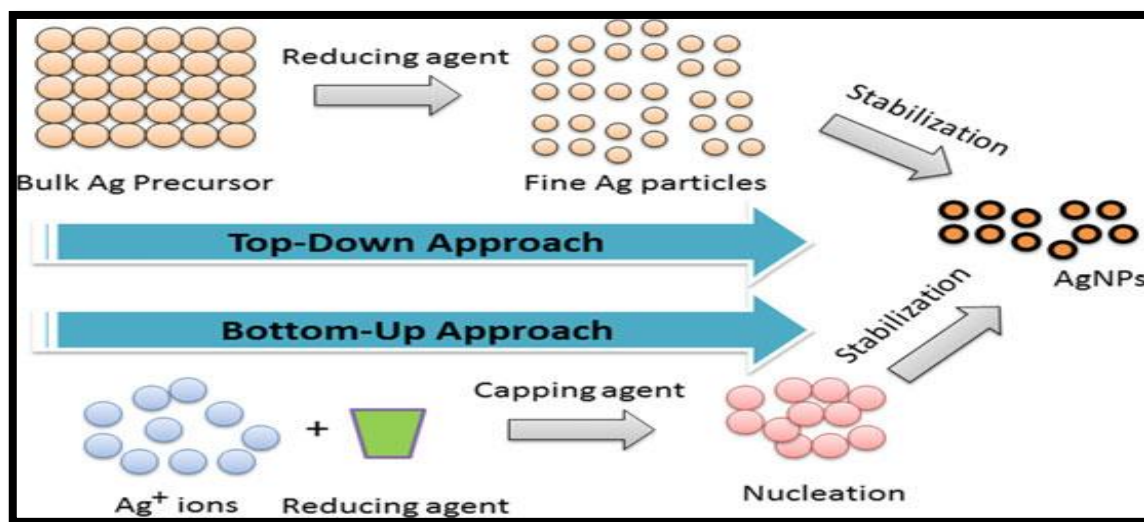 Reducing agent
Stabilization
Bulk Ag Precursor
Fine Ag particles
Top-Down Approach
AgNPs
Bottom-Up Approach
Stabilization
Capping agent
+
Ag⁺ ions
Reducing agent
Nucleation